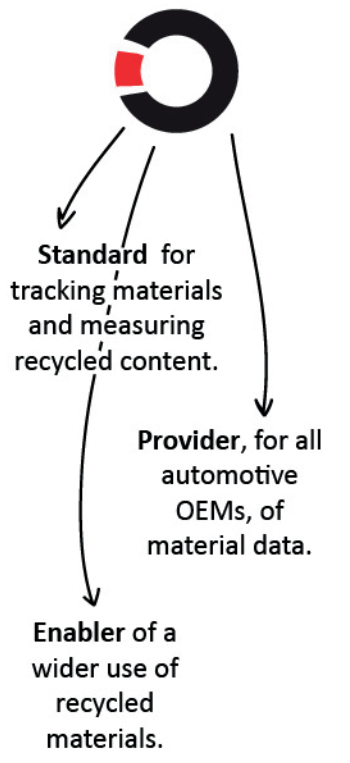 Standard for
tracking materials
and measuring
recycled content.
Provider, for all
automotive
OEMs, of
material data.
Enabler of a
wider use of
recycled
materials.